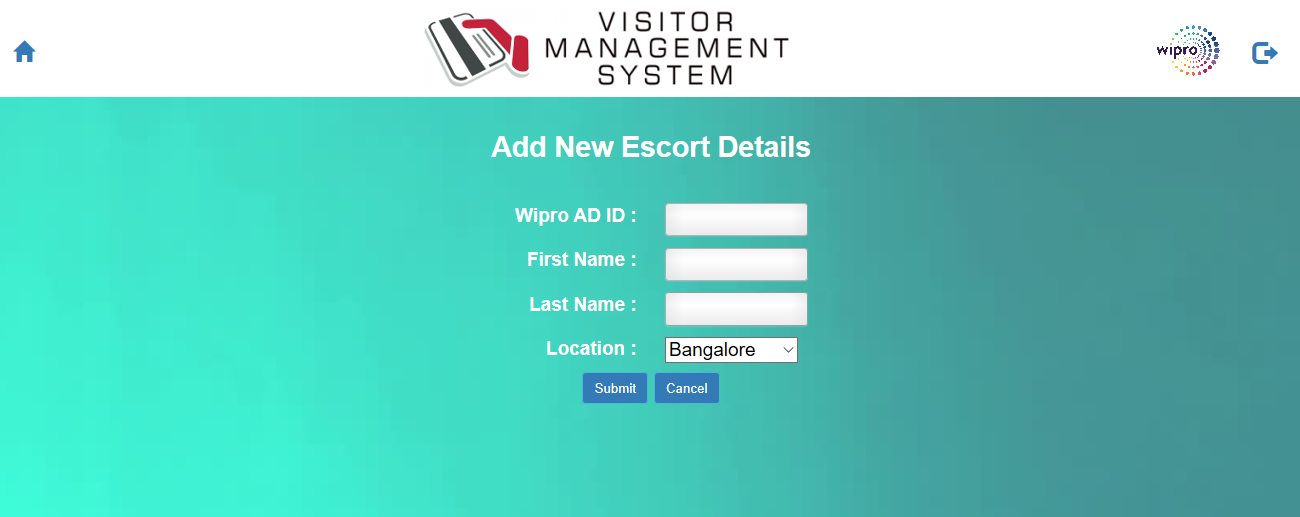 VISITOR
MANAGEMENT
SYSTEM
wipro
Add New Escort Details
Wipro AD ID :
First Name :
Last Name :
Location : Bangalore
Submit Cancel